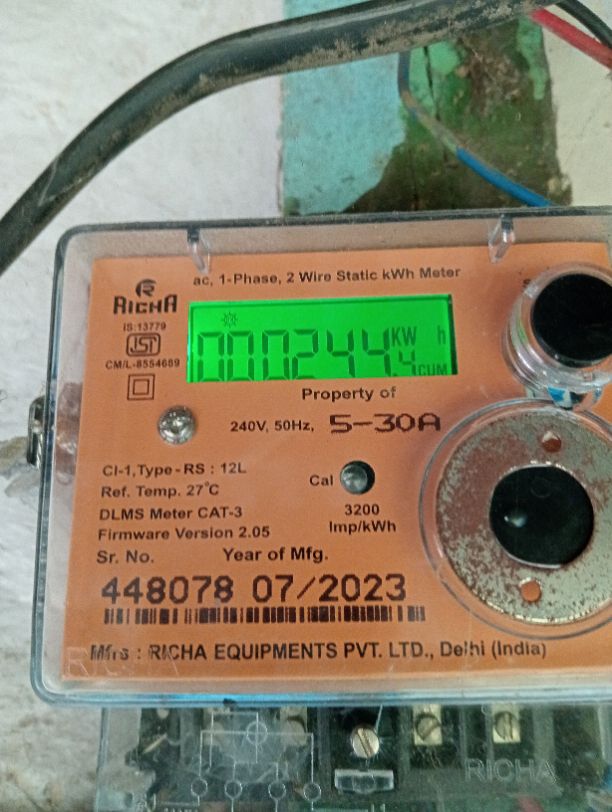 ac, 1-Phase, 2 Wire Static kWh Meter
RICHA
IS:13779
ISI
CM/L-8554689
000244.4 KW h
CUM
Property of
240V, 50Hz, 5-30A
Cl-1,Type-RS : 12L
Ref. Temp. 27°C
Cal
DLMS Meter CAT-3
3200
Imp/kWh
Firmware Version 2.05
Sr. No. Year of Mfg.
448078 07/2023
Mfrs : RICHA EQUIPMENTS PVT. LTD., Delhi (India)
RICHA